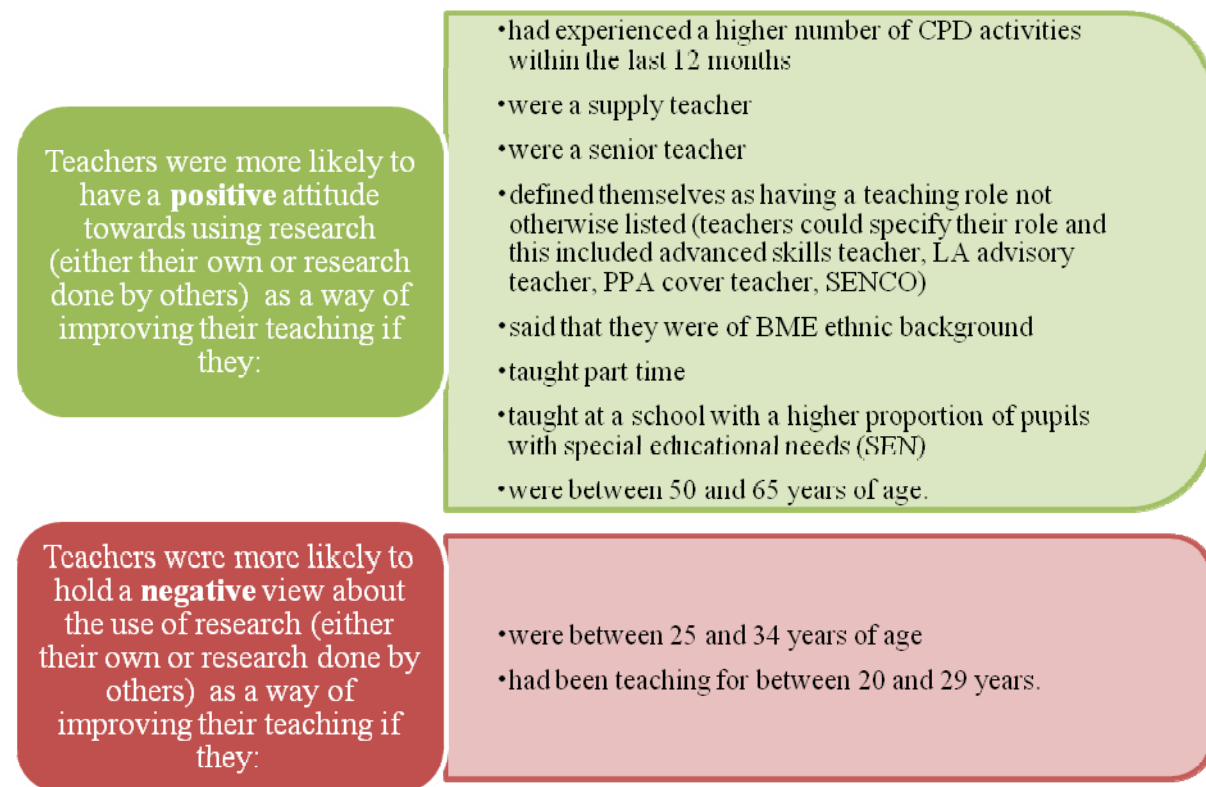 Teachers were more likely to
have a positive attitude
towards using research
(either their own or research
done by others) as a way of
improving their teaching if
they:
•had experienced a higher number of CPD activities
within the last 12 months
•were a supply teacher
•were a senior teacher
•defined themselves as having a teaching role not
otherwise listed (teachers could specify their role and
this included advanced skills teacher, LA advisory
teacher, PPA cover teacher, SENCO)
•said that they were of BME ethnic background
•taught part time
•taught at a school with a higher proportion of pupils
with special educational needs (SEN)
•were between 50 and 65 years of age.
Teachers were more likely to
hold a negative view about
the use of research (either
their own or research done by
others) as a way of
improving their teaching if
they:
•were between 25 and 34 years of age
•had been teaching for between 20 and 29 years.